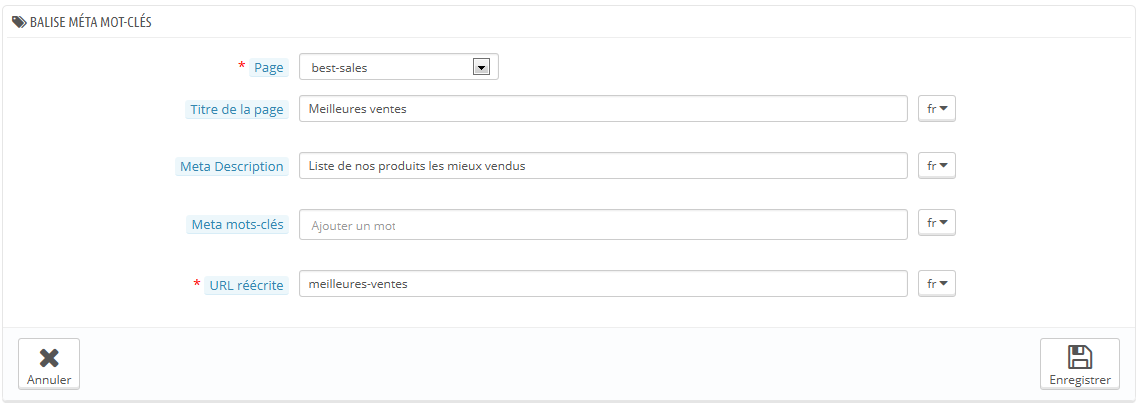 BALISE MÉTA MOT-CLÉS
* Page best-sales
Titre de la page Meilleures ventes fr
Meta Description Liste de nos produits les mieux vendus fr
Meta mots-clés Ajouter un mot fr
* URL réécrite meilleures-ventes fr
Annuler Enregistrer